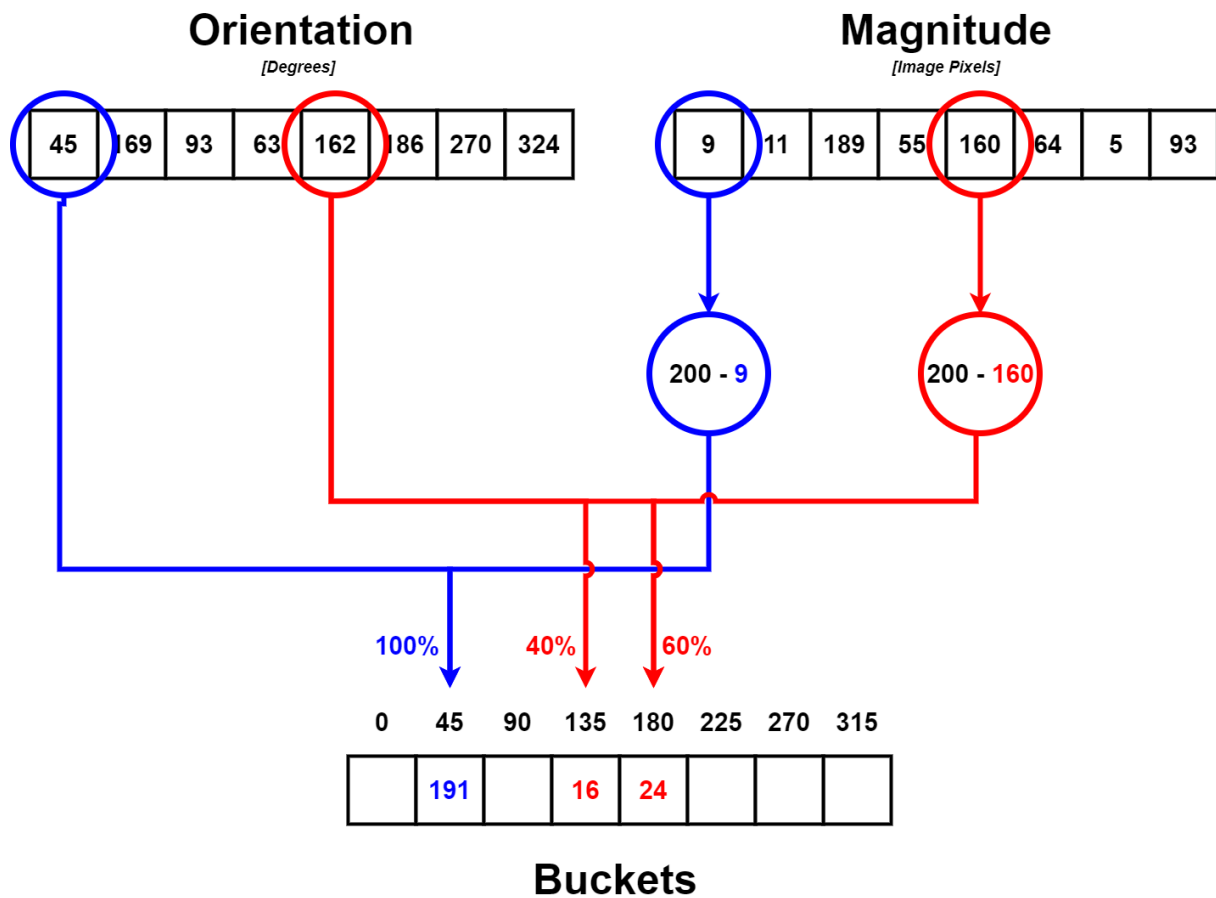 Orientation Magnitude
[Degrees] [Image Pixels]
45 169 93 63 162 186 270 324 9 11 189 55 160 64 5 93
200 - 9 200 - 160
100% 40% 60%
0 45 90 135 180 225 270 315
191 16 24
Buckets